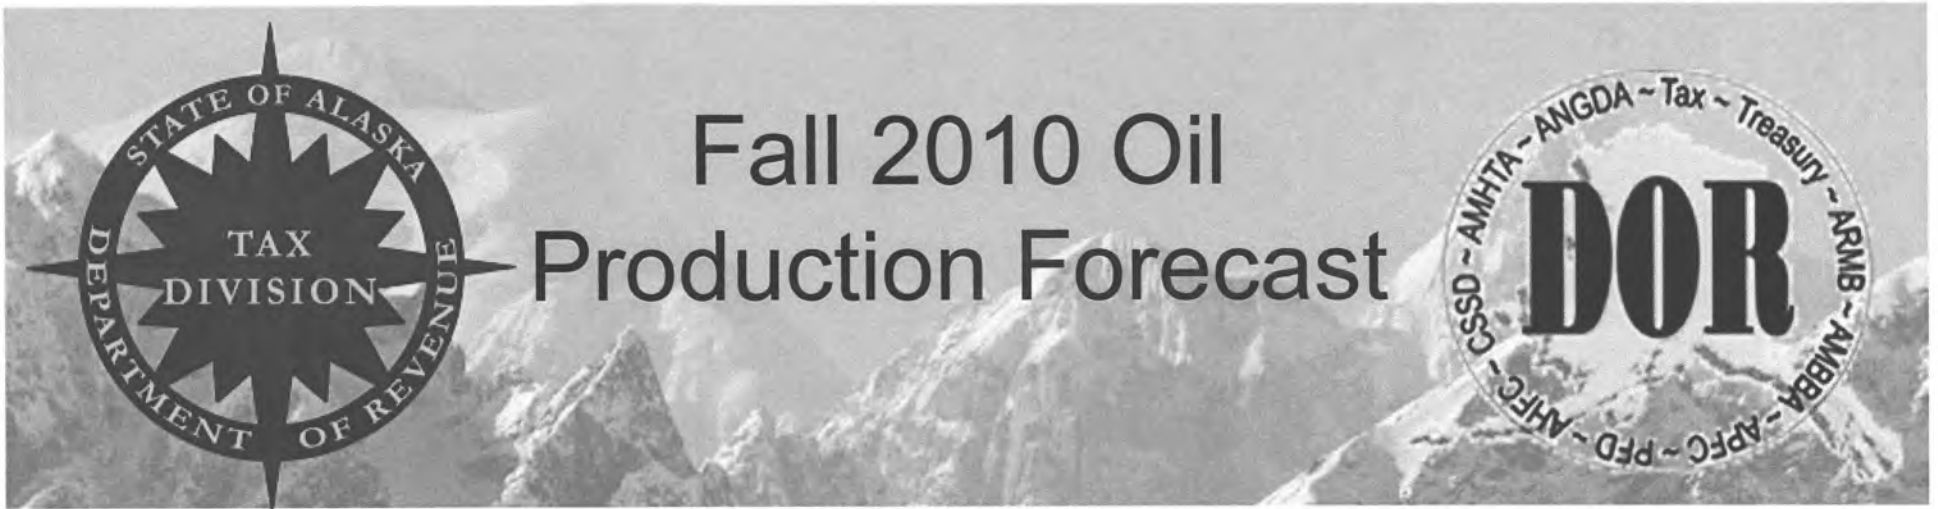 STATE OF ALASKA
TAX
DIVISION
DEPARTMENT OF REVENUE
Fall 2010 Oil
Production Forecast
AHFC ~ CSSD ~ AMHTA ~ ANGDA ~ Tax ~ Treasury ~ ARMB ~ AMBBA ~ APFC ~ PFD ~
DOR